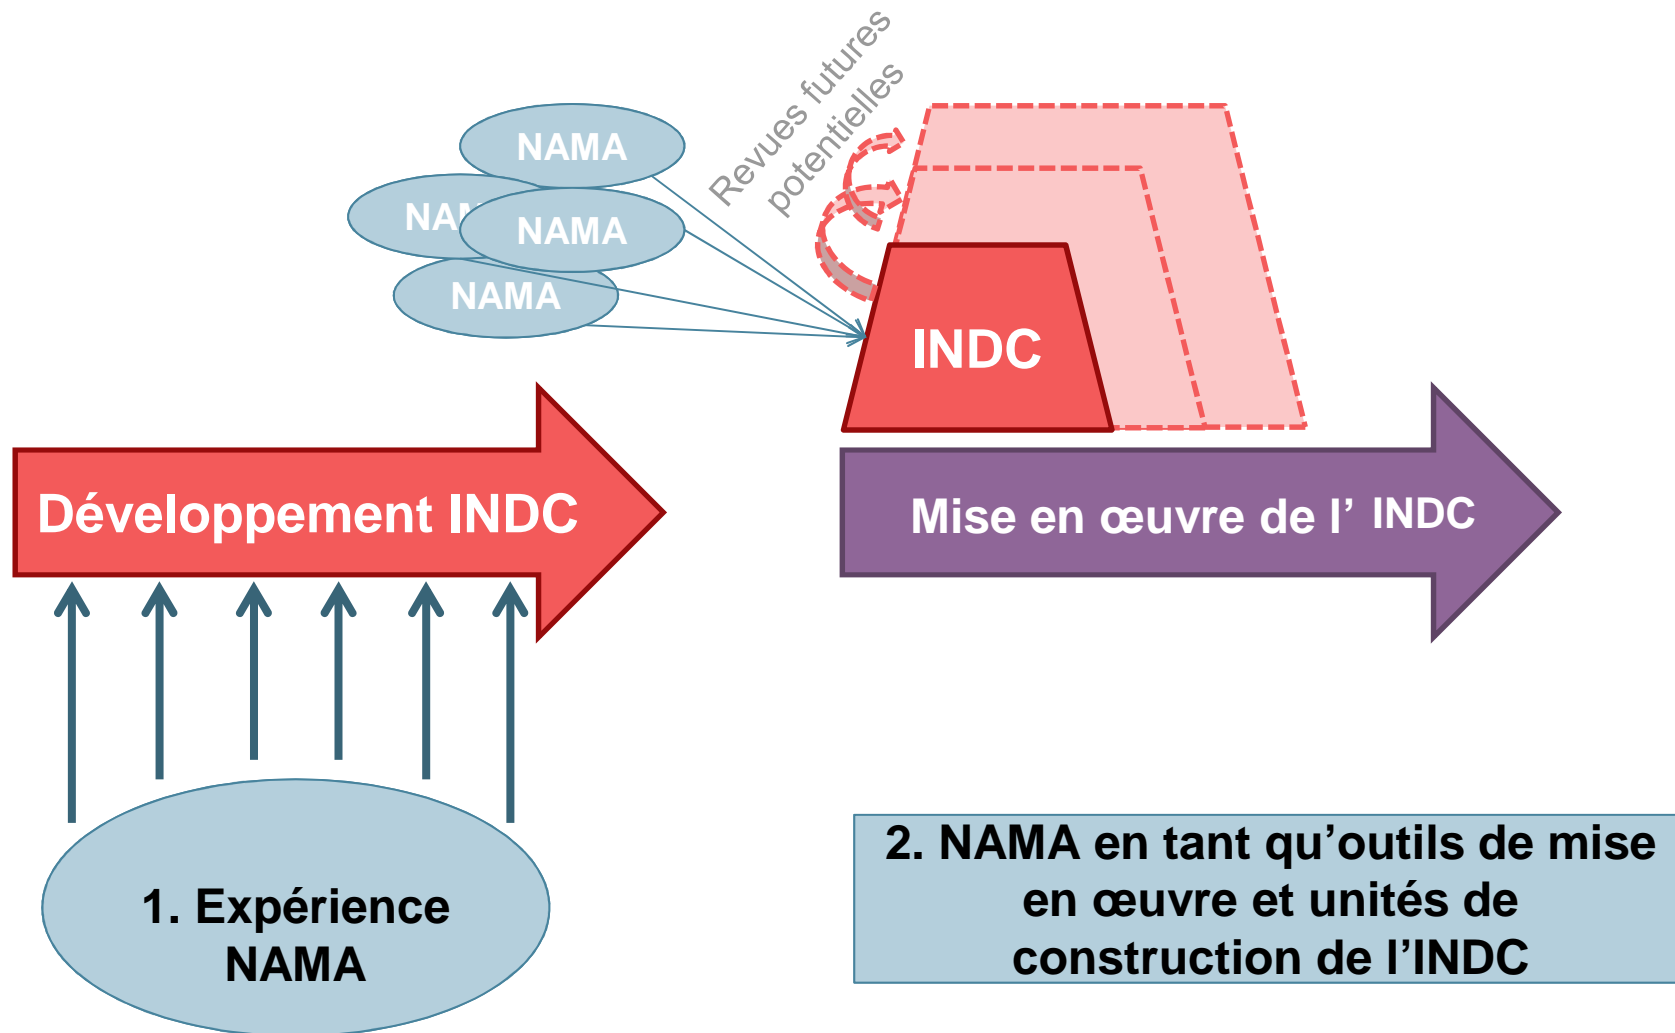 Revues futures
potentielles
NAMA
NAMA
NAMA
INDC
Développement INDC
Mise en œuvre de l’ INDC
1. Expérience
NAMA
2. NAMA en tant qu’outils de mise
en œuvre et unités de
construction de l’INDC